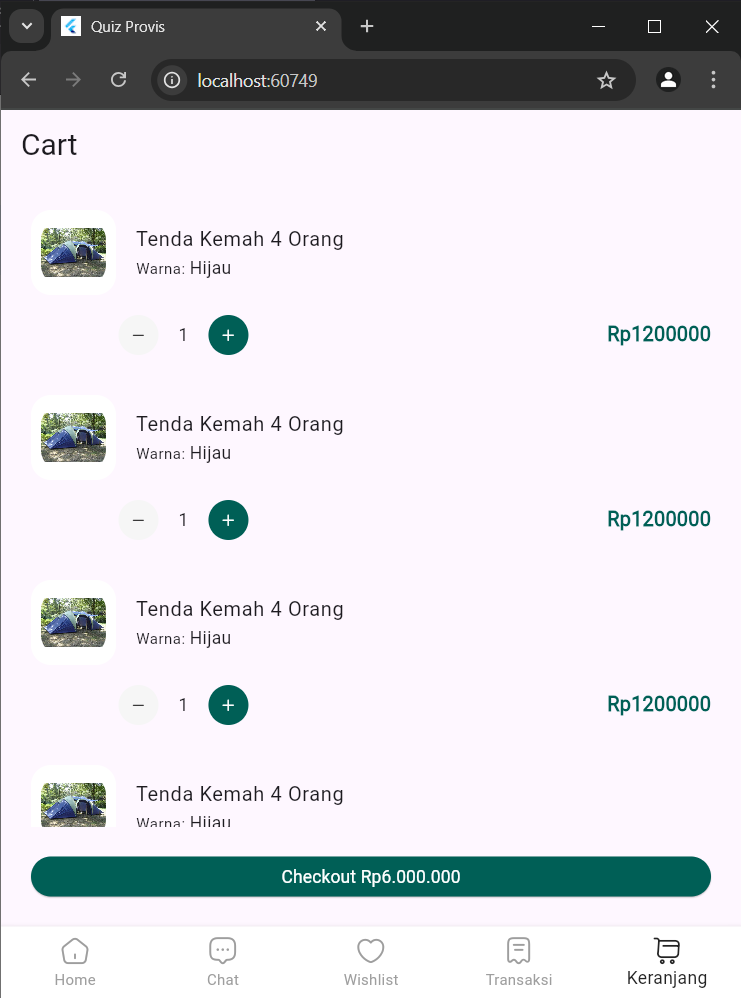 Quiz Provis
localhost:60749
Cart
Tenda Kemah 4 Orang
Warna: Hijau
1
Rp1200000
Tenda Kemah 4 Orang
Warna: Hijau
1
Rp1200000
Tenda Kemah 4 Orang
Warna: Hijau
1
Rp1200000
Tenda Kemah 4 Orang
Warna: Hijau
Checkout Rp6.000.000
Home
Chat
Wishlist
Transaksi
Keranjang